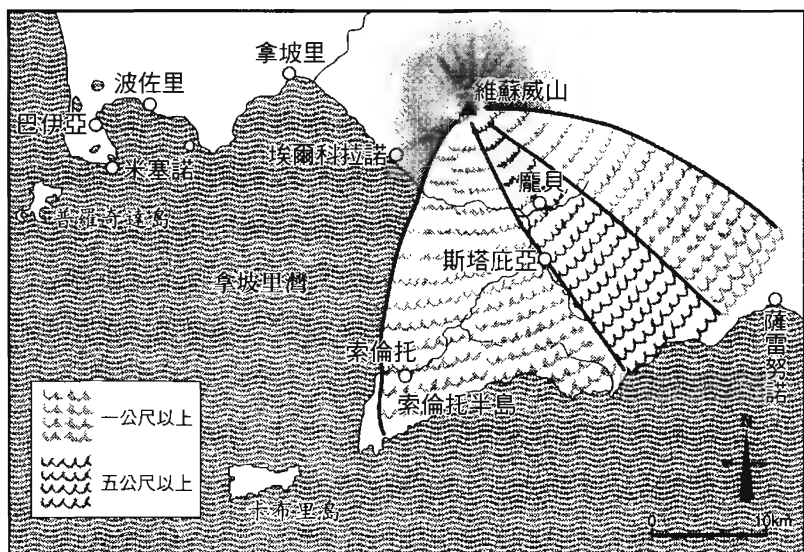 拿坡里
維蘇威山
波佐里
巴伊亞
埃爾科拉諾
米塞諾
龐貝
普羅奇達島
斯塔庇亞
拿坡里灣
薩雷努諾
索倫托
索倫托半島
一公尺以上
五公尺以上
卡布里島
N
0 10km